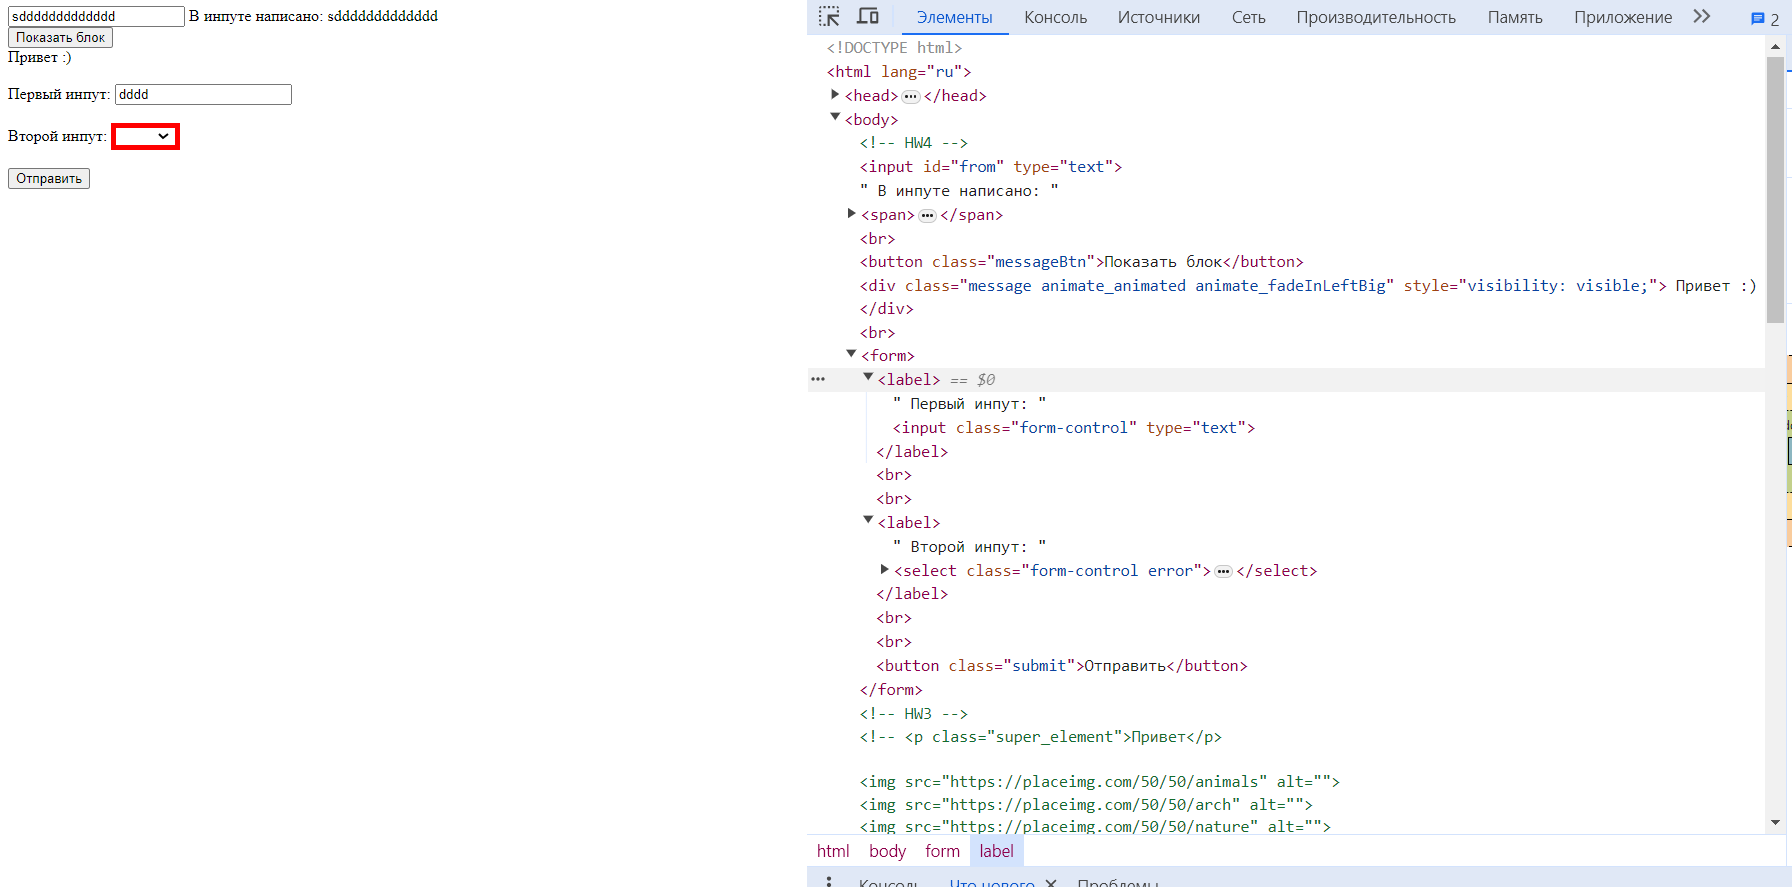 sddddddddddddd В инпуте написано: sddddddddddddd
Показать блок
Привет :)
Первый инпут: dddd
Второй инпут:
Отправить
Элементы Консоль Источники Сеть Производительность Память Приложение 2
<!DOCTYPE html>
<html lang="ru">
<head> ••• </head>
<body>
<!-- HW4 -->
<input id="from" type="text">
" В инпуте написано: "
<span> ••• </span>
<br>
<button class="messageBtn">Показать блок</button>
<div class="message animate_animated animate_fadeInLeftBig" style="visibility: visible;"> Привет :)
</div>
<br>
<form>
<label> == $0
" Первый инпут: "
<input class="form-control" type="text">
</label>
<br>
<br>
<label>
" Второй инпут: "
<select class="form-control error"> ••• </select>
</label>
<br>
<br>
<button class="submit">Отправить</button>
</form>
<!-- HW3 -->
<!-- <p class="super_element">Привет</p>
<img src="https://placeimg.com/50/50/animals" alt="">
<img src="https://placeimg.com/50/50/arch" alt="">
<img src="https://placeimg.com/50/50/nature" alt="">
html body form label
Консоль Что нового Проблемы